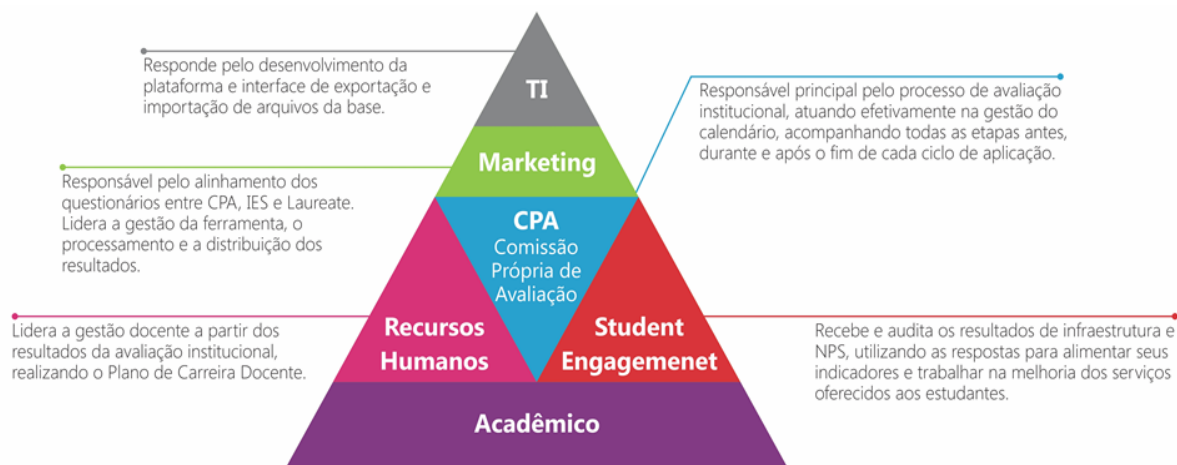 TI
Responde pelo desenvolvimento da
plataforma e interface de exportação e
importação de arquivos da base.
Responsável principal pelo processo de avaliação
institucional, atuando efetivamente na gestão do
calendário, acompanhando todas as etapas antes,
durante e após o fim de cada ciclo de aplicação.
Marketing
Responsável pelo alinhamento dos
questionários entre CPA, IES e Laureate.
Lidera a gestão da ferramenta, o
processamento e a distribuição dos
resultados.
CPA
Comissão
Própria de
Avaliação
Lidera a gestão docente a partir dos
resultados da avaliação institucional,
realizando o Plano de Carreira Docente.
Recursos
Humanos
Student
Engagemenet
Recebe e audita os resultados de infraestrutura e
NPS, utilizando as respostas para alimentar seus
indicadores e trabalhar na melhoria dos serviços
oferecidos aos estudantes.
Acadêmico